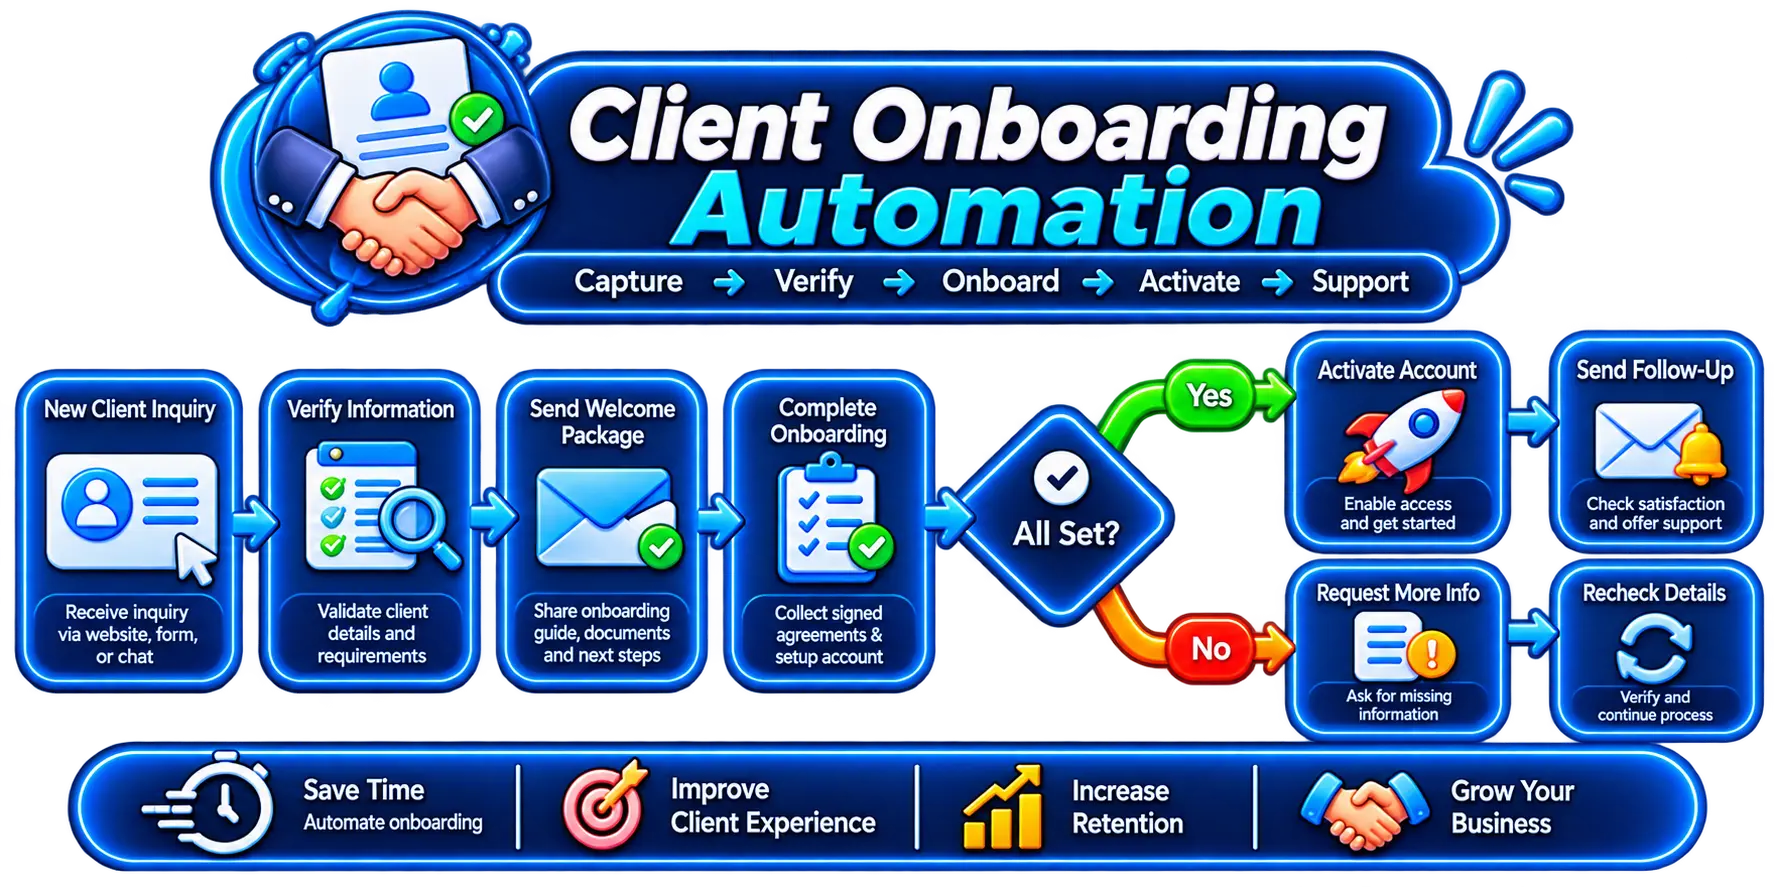 Client Onboarding
Automation
Capture → Verify → Onboard → Activate → Support
New Client Inquiry
Receive inquiry
via website, form,
or chat
Verify Information
Validate client
details and
requirements
Send Welcome
Package
Share onboarding
guide, documents
and next steps
Complete
Onboarding
Collect signed
agreements &
setup account
All Set?
Yes
Activate Account
Enable access
and get started
Send Follow-Up
Check satisfaction
and offer support
No
Request More Info
Ask for missing
information
Recheck Details
Verify and
continue process
Save Time
Automate onboarding
Improve
Client Experience
Increase
Retention
Grow Your
Business